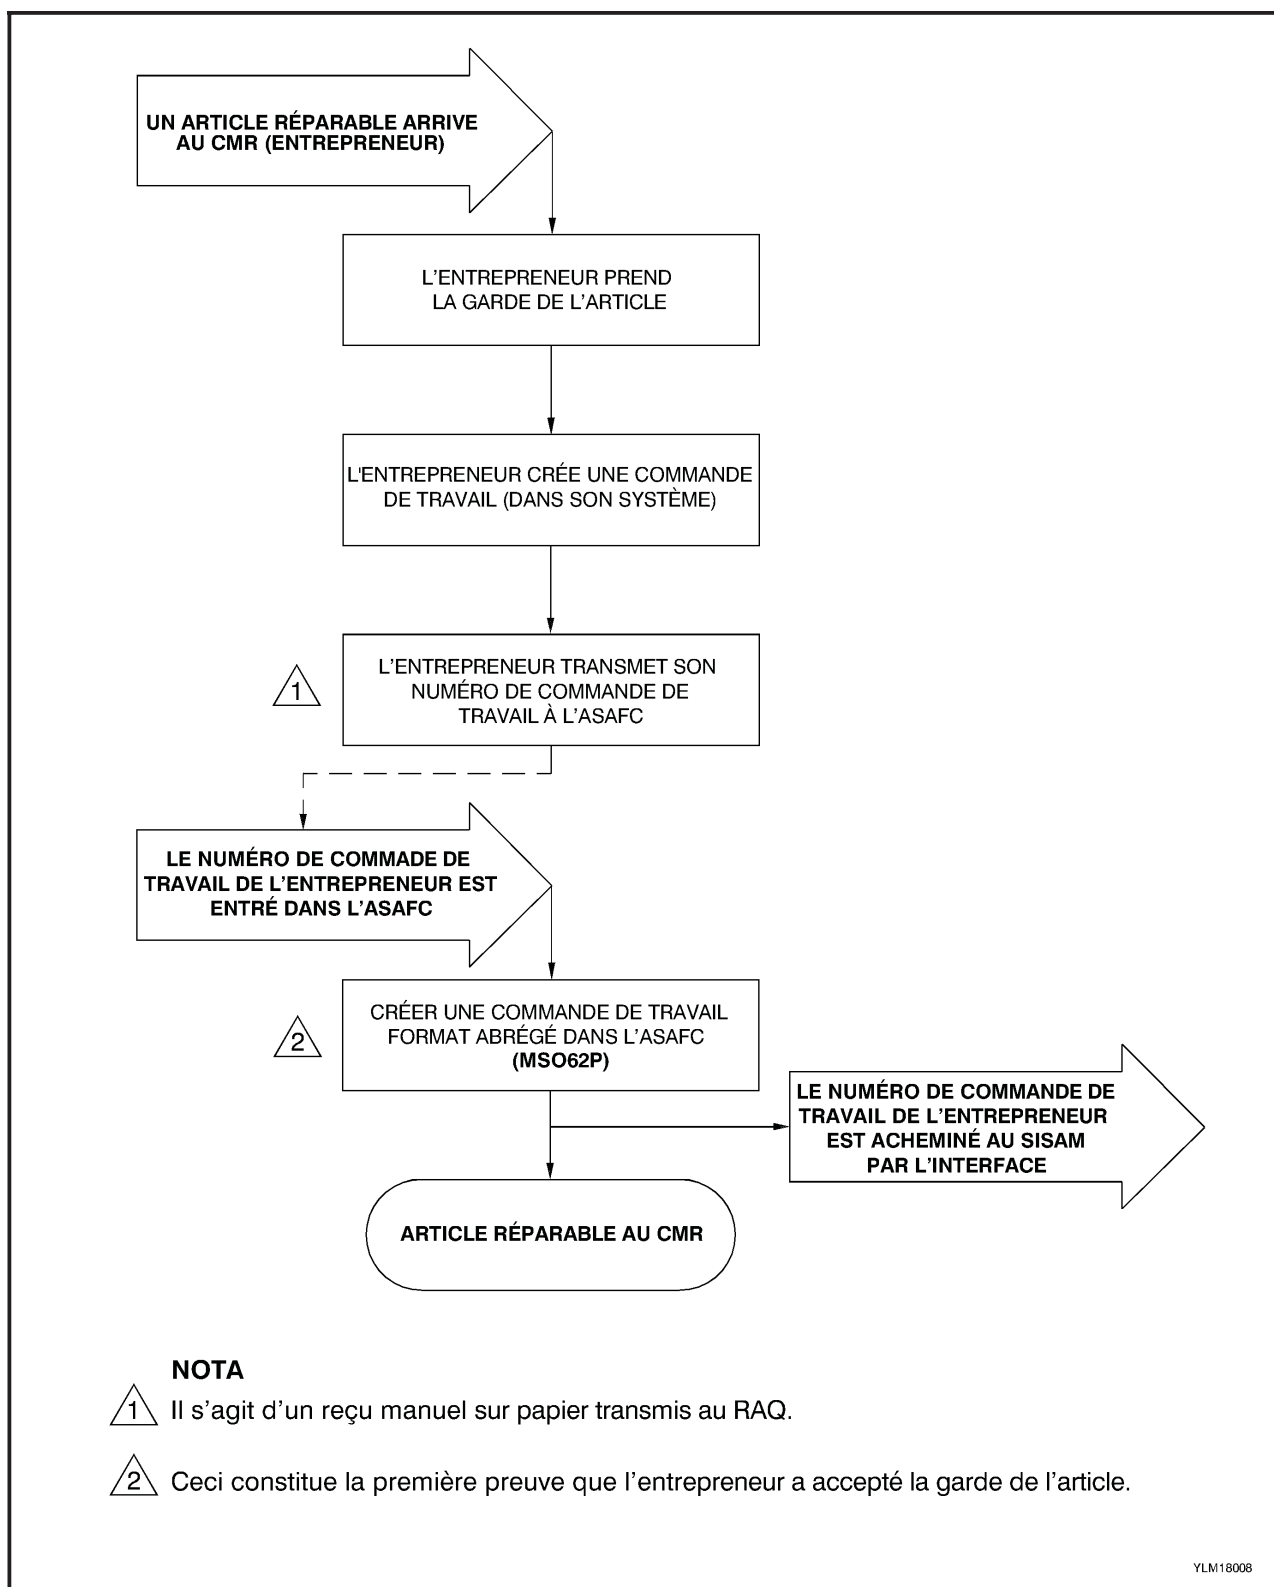 UN ARTICLE RÉPARABLE ARRIVE
AU CMR (ENTREPRENEUR)
L'ENTREPRENEUR PREND
LA GARDE DE L'ARTICLE
L'ENTREPRENEUR CRÉE UNE COMMANDE
DE TRAVAIL (DANS SON SYSTÈME)
1
L'ENTREPRENEUR TRANSMET SON
NUMÉRO DE COMMANDE DE
TRAVAIL À L'ASAFC
LE NUMÉRO DE COMMADE DE
TRAVAIL DE L'ENTREPRENEUR EST
ENTRÉ DANS L'ASAFC
2
CRÉER UNE COMMANDE DE TRAVAIL
FORMAT ABRÉGÉ DANS L'ASAFC
(MSO62P)
LE NUMÉRO DE COMMANDE DE
TRAVAIL DE L'ENTREPRENEUR
EST ACHEMINÉ AU SISAM
PAR L'INTERFACE
ARTICLE RÉPARABLE AU CMR
NOTA
1 Il s'agit d'un reçu manuel sur papier transmis au RAQ.
2 Ceci constitue la première preuve que l'entrepreneur a accepté la garde de l'article.
YLM18008